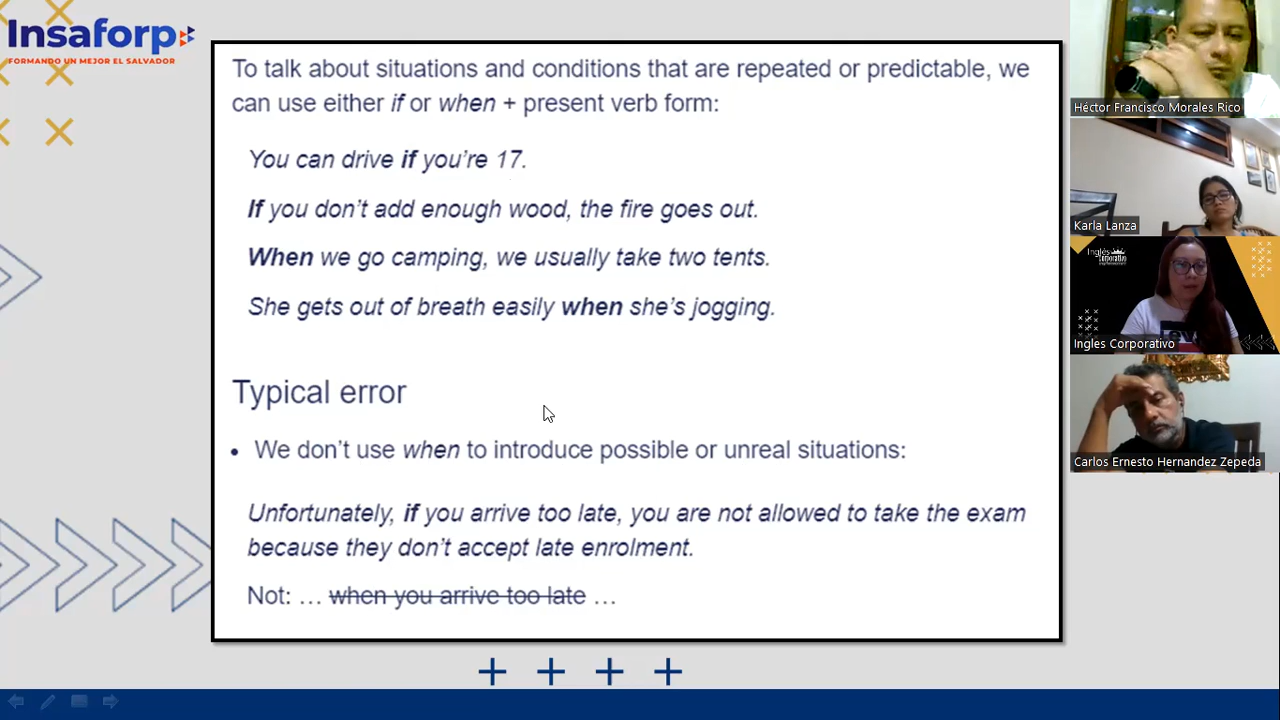 Insaforp
FORMANDO UN MEJOR EL SALVADOR
To talk about situations and conditions that are repeated or predictable, we
can use either if or when + present verb form:
You can drive if you're 17.
If you don't add enough wood, the fire goes out.
When we go camping, we usually take two tents.
She gets out of breath easily when she's jogging.
Typical error
• We don't use when to introduce possible or unreal situations:
Unfortunately, if you arrive too late, you are not allowed to take the exam
because they don't accept late enrolment.
Not: … when you arrive too late …
Héctor Francisco Morales Rico
Karla Lanza
Inglés
Corporativo
Ingles Corporativo
Carlos Ernesto Hernandez Zepeda